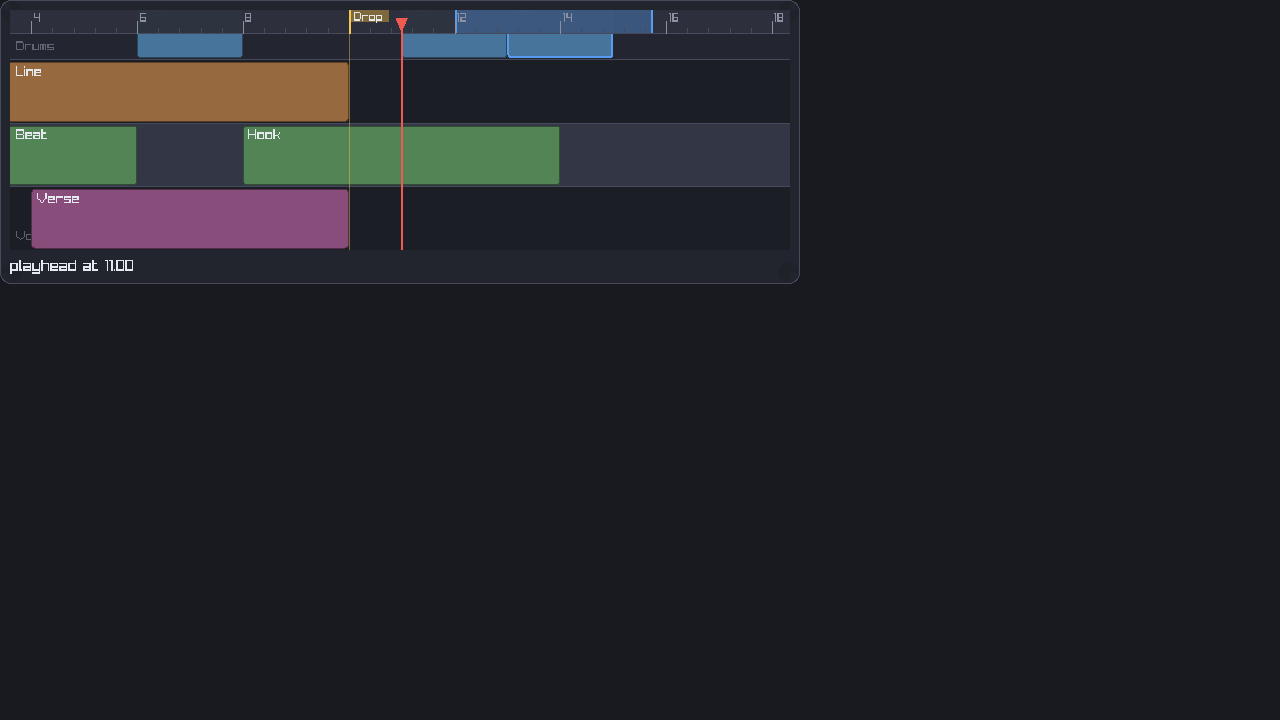 4 6 8 Drop 12 14 16 18
Drums
Line
Beat Hook
Verse
playhead at 11.00